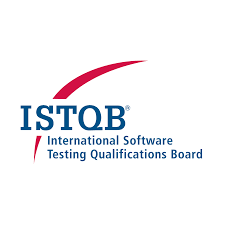 ISTQB®
International Software
Testing Qualifications Board